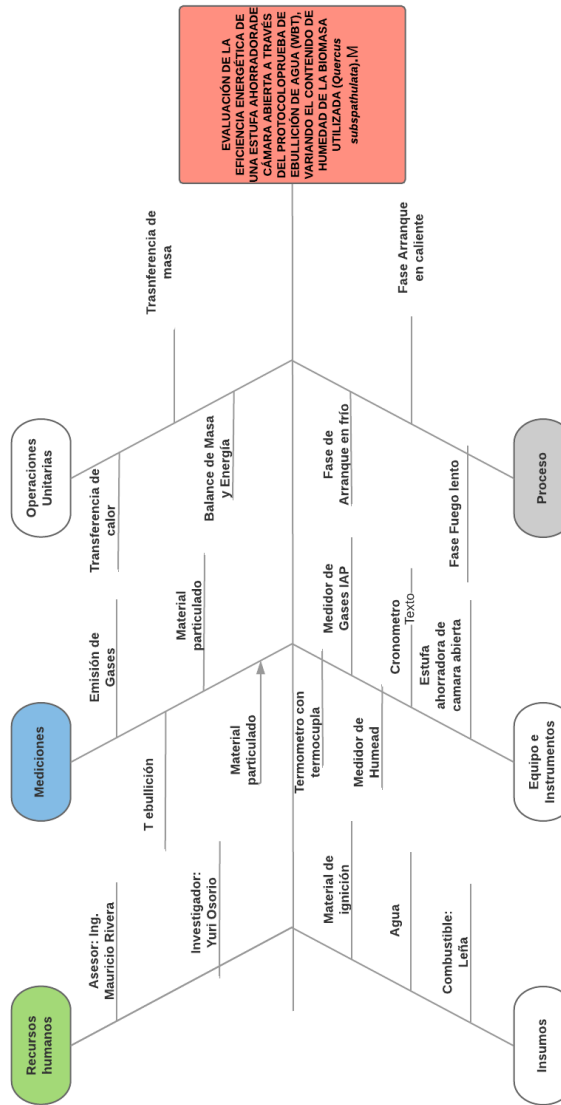 EVALUACIÓN DE LA
EFICIENCIA ENERGÉTICA DE
UNA ESTUFA AHORRADORADE
CÁMARA ABIERTA A TRAVÉS
DEL PROTOCOLOPRUEBA DE
EBULLICIÓN DE AGUA (WBT),
VARIANDO EL CONTENIDO DE
HUMEDAD DE LA BIOMASA
UTILIZADA (Quercus
subspathulata).M
Recursos
humanos
Asesor: Ing.
Mauricio Rivera
Investigador:
Yuri Osorio
Mediciones
Emisión de
Gases
Material
particulado
T ebullición
Material
particulado
Operaciones
Unitarias
Trasnferencia de
masa
Transferencia de
calor
Balance de Masa
y Energía
Insumos
Material de
ignición
Agua
Combustible:
Leña
Equipo e
Instrumentos
Termometro con
termocupla
Medidor de
Gases IAP
Medidor de
Humead
Cronometro
Texto
Estufa
ahorradora de
camara abierta
Proceso
Fase de
Arranque en frío
Fase Arranque
en caliente
Fase Fuego lento